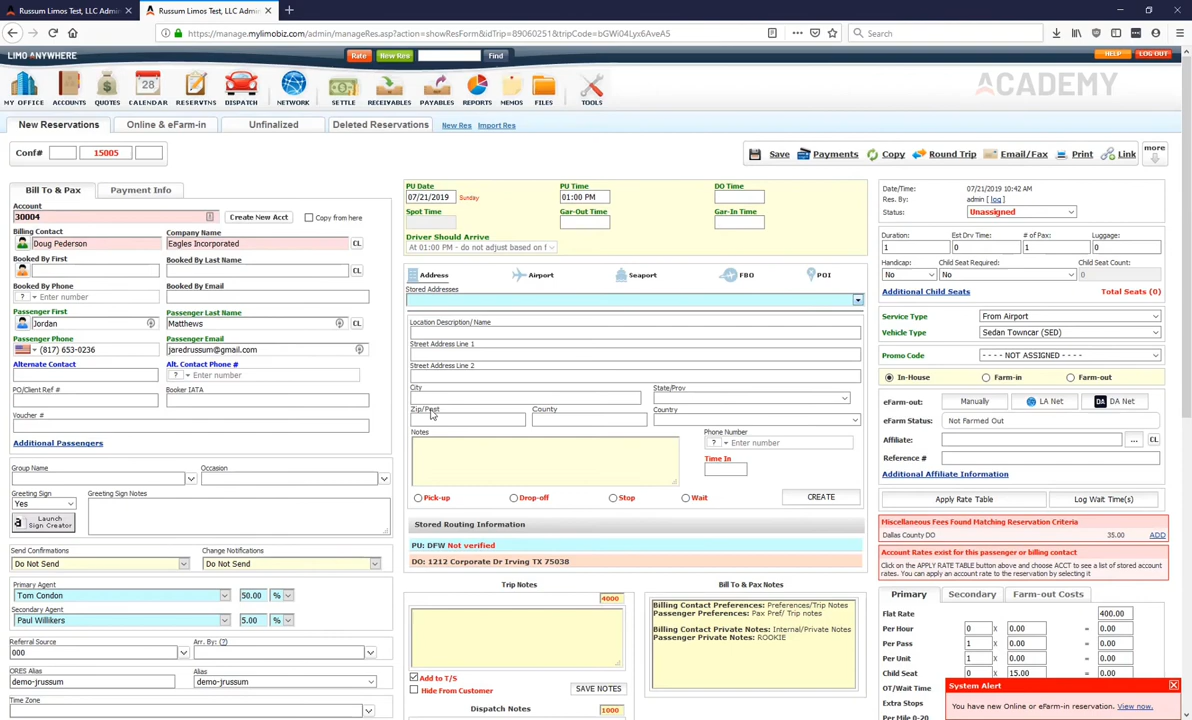 Russum Limos Test, LLC Admin
Russum Limos Test, LLC Admin
https://manage.mylimobiz.com/admin/manageRes.asp?action=showResForm&idTrip=89060251&tripCode=bGWi04Lyx6AveA5
Search
LIMO ANYWHERE
Rate New Res Find
HELP LOG OUT
MY OFFICE ACCOUNTS QUOTES CALENDAR RESERVTNS DISPATCH NETWORK SETTLE RECEIVABLES PAYABLES REPORTS MEMOS FILES TOOLS
28
ACADEMY
New Reservations Online & eFarm-in Unfinalized Deleted Reservations New Res Import Res
Conf# 15005
Save Payments Copy Round Trip Email/Fax Print Link more
Bill To & Pax Payment Info
Account
30004 Create New Acct Copy from here
Billing Contact Company Name
Doug Pederson Eagles Incorporated CL
Booked By First Booked By Last Name
CL
Booked By Phone Booked By Email
? Enter number
Passenger First Passenger Last Name
Jordan Matthews CL
Passenger Phone Passenger Email
(817) 653-0236 jaredrussum@gmail.com
Alternate Contact Alt. Contact Phone #
? Enter number
PO/Client Ref # Booker IATA
Voucher #
Additional Passengers
Group Name Occasion
Greeting Sign Greeting Sign Notes
Yes
a Launch
Sign Creator
Send Confirmations Change Notifications
Do Not Send Do Not Send
Primary Agent
Tom Condon 50.00 %
Secondary Agent
Paul Willikers 5.00 %
Referral Source Arr. By: (?)
000
ORES Alias Alias
demo-jrussum demo-jrussum
Time Zone
PU Date PU Time DO Time
07/21/2019 Sunday 01:00 PM
Spot Time Gar-Out Time Gar-In Time
Driver Should Arrive
At 01:00 PM - do not adjust based on f
Address Airport Seaport FBO POI
Stored Addresses
Location Description/ Name
Street Address Line 1
Street Address Line 2
City State/Prov
Zip/Post County Country
Notes Phone Number
? Enter number
Time In
Pick-up Drop-off Stop Wait CREATE
Stored Routing Information
PU: DFW Not verified
DO: 1212 Corporate Dr Irving TX 75038
Trip Notes Bill To & Pax Notes
4000
Billing Contact Preferences: Preferences/Trip Notes
Passenger Preferences: Pax Pref/ Trip notes
Billing Contact Private Notes: Internal/Private Notes
Passenger Private Notes: ROOKIE
Add to T/S
Hide From Customer SAVE NOTES
Dispatch Notes 1000
Date/Time: 07/21/2019 10:42 AM
Res. By: admin [ log ]
Status: Unassigned
Duration: Est Drv Time: # of Pax: Luggage:
1 0 1 0
Handicap: Child Seat Required: Child Seat Count:
No No 0
Additional Child Seats Total Seats (0)
Service Type From Airport
Vehicle Type Sedan Towncar (SED)
Promo Code - - - - NOT ASSIGNED - - - -
In-House Farm-in Farm-out
eFarm-out: Manually LA Net DA Net
eFarm Status: Not Farmed Out
Affiliate: ... CL
Reference #
Additional Affiliate Information
Apply Rate Table Log Wait Time(s)
Miscellaneous Fees Found Matching Reservation Criteria
Dallas County DO 35.00 ADD
Account Rates exist for this passenger or billing contact
Click on the APPLY RATE TABLE button above and choose ACCT to see a list of stored account
rates. You can apply an account rate to the reservation by selecting it
Primary Secondary Farm-out Costs
Flat Rate 400.00
Per Hour 0 X 0.00 = 0.00
Per Pass 1 X 0.00 = 0.00
Per Unit 1 X 0.00 = 0.00
Child Seat 0 X 15.00 = 0.00
OT/Wait Time
Extra Stops
Per Mile 0-20
System Alert
You have new Online or eFarm-in reservation. View now.